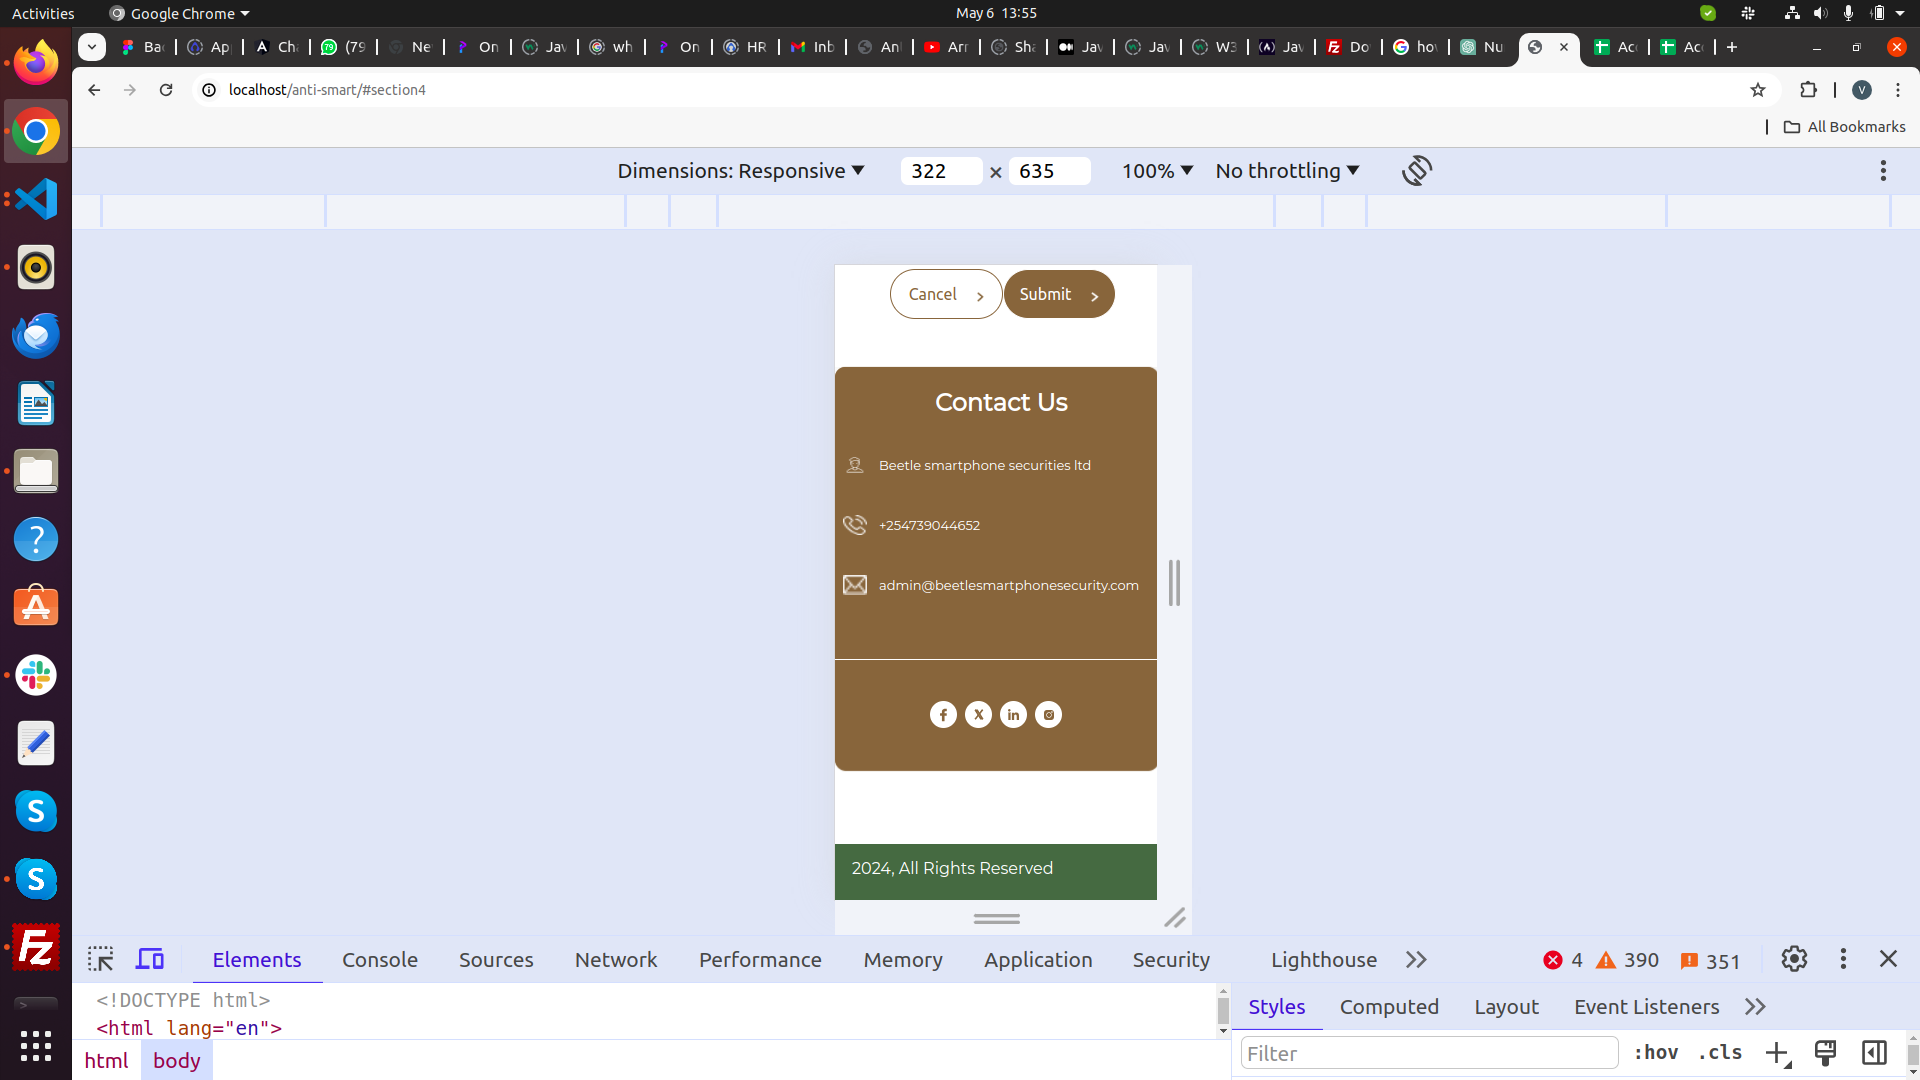 Activities
Google Chrome
May 6 13:55
Ba
Ap
Ch
(79
Ne
On
Jav
wh
On
HR
Inb
An
Arr
Sha
Jav
Jav
W3
Jav
Do
hov
Nu
Ac
Ac
localhost/anti-smart/#section4
V
All Bookmarks
Dimensions: Responsive
322 × 635
100%
No throttling
Cancel
Submit
Contact Us
Beetle smartphone securities ltd
+254739044652
admin@beetlesmartphonesecurity.com
2024, All Rights Reserved
Elements
Console
Sources
Network
Performance
Memory
Application
Security
Lighthouse
4
390
351
<!DOCTYPE html>
<html lang="en">
html
body
Styles
Computed
Layout
Event Listeners
Filter
:hov
.cls